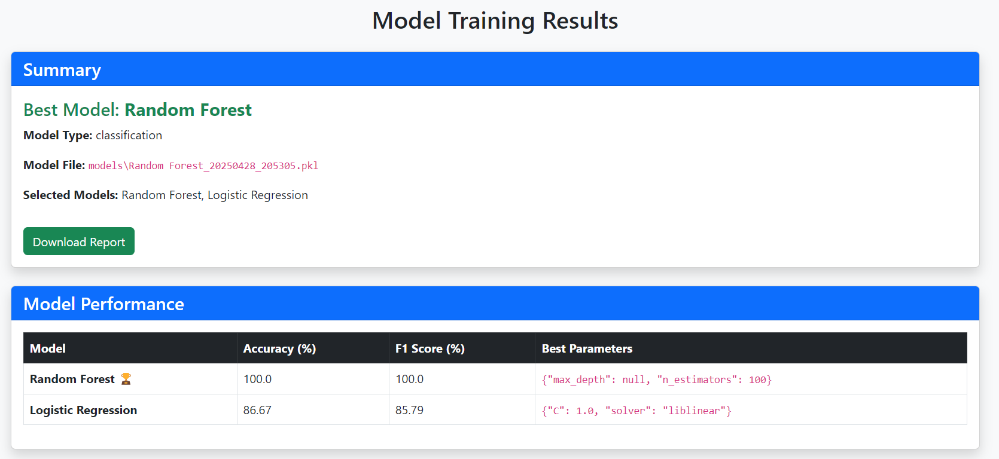 Model Training Results
Summary
Best Model: Random Forest
Model Type: classification
Model File: models\Random Forest_20250428_205305.pkl
Selected Models: Random Forest, Logistic Regression
Download Report
Model Performance
Model Accuracy (%) F1 Score (%) Best Parameters
Random Forest 🏆 100.0 100.0 {"max_depth": null, "n_estimators": 100}
Logistic Regression 86.67 85.79 {"C": 1.0, "solver": "liblinear"}